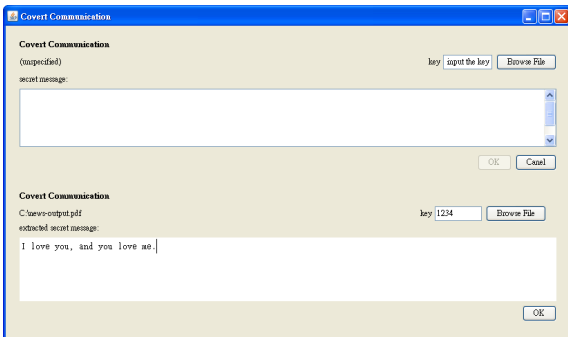 Covert Communication
Covert Communication
(unspecified) key input the key Browse File
secret message:
OK Canel
Covert Communication
C:\news-output.pdf key 1234 Browse File
extracted secret message:
I love you, and you love me.
OK